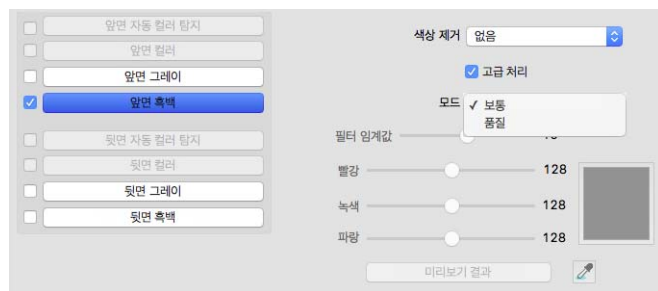 앞면 자동 컬러 탐지
앞면 컬러
앞면 그레이
앞면 흑백
뒷면 자동 컬러 탐지
뒷면 컬러
뒷면 그레이
뒷면 흑백
색상 제거 없음
고급 처리
모드 ✓ 보통
품질
필터 임계값
빨강 128
녹색 128
파랑 128
미리보기 결과